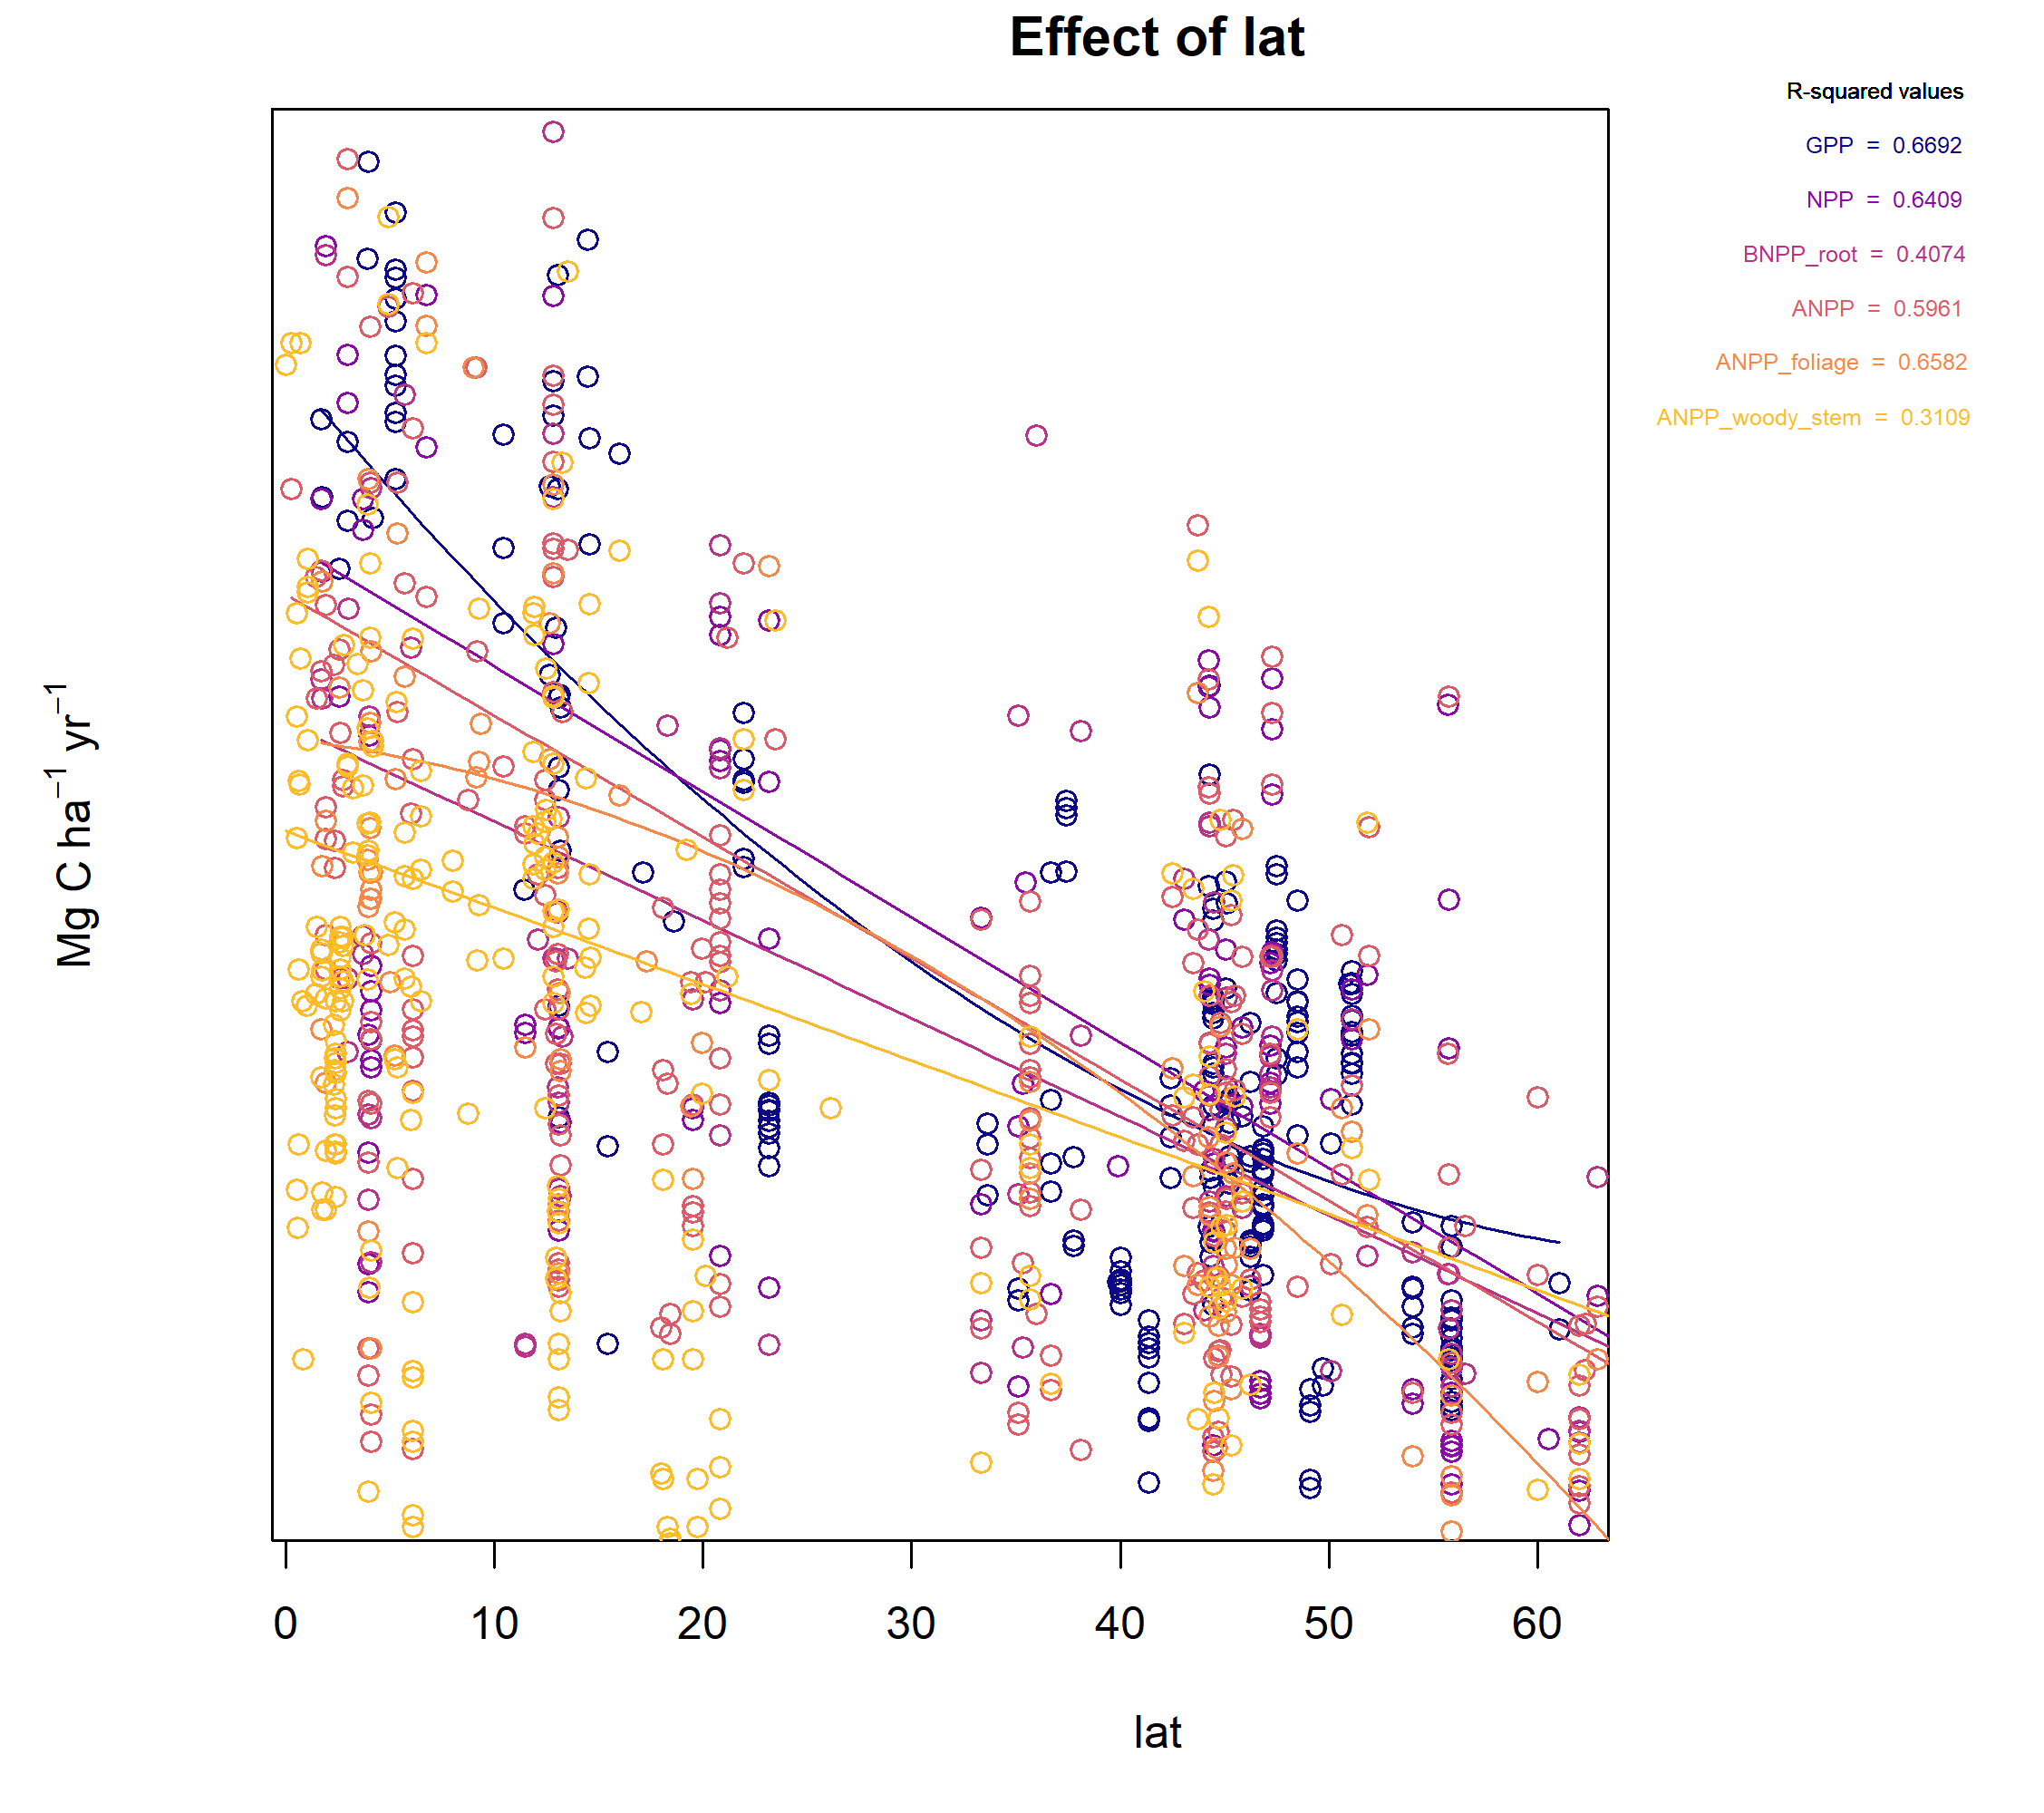 Effect of lat
R-squared values
GPP = 0.6692
NPP = 0.6409
BNPP_root = 0.4074
ANPP = 0.5961
ANPP_foliage = 0.6582
ANPP_woody_stem = 0.3109
Mg C ha⁻¹ yr⁻¹
0 10 20 30 40 50 60
lat